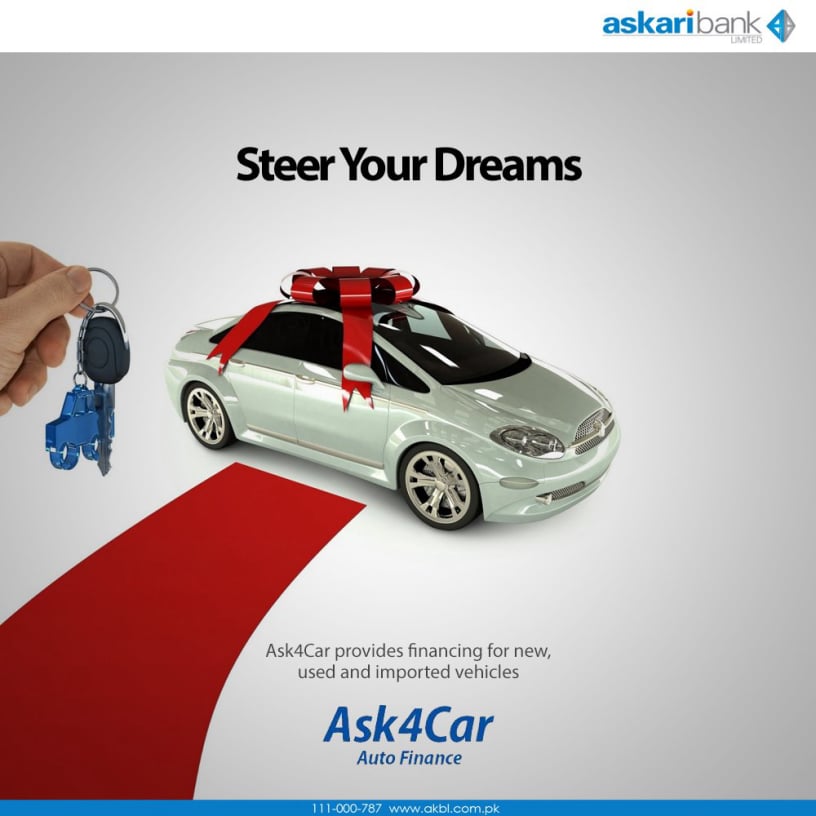 askaribank
LIMITED
Steer Your Dreams
Ask4Car provides financing for new,
used and imported vehicles
Ask4Car
Auto Finance
111-000-787 www.akbl.com.pk